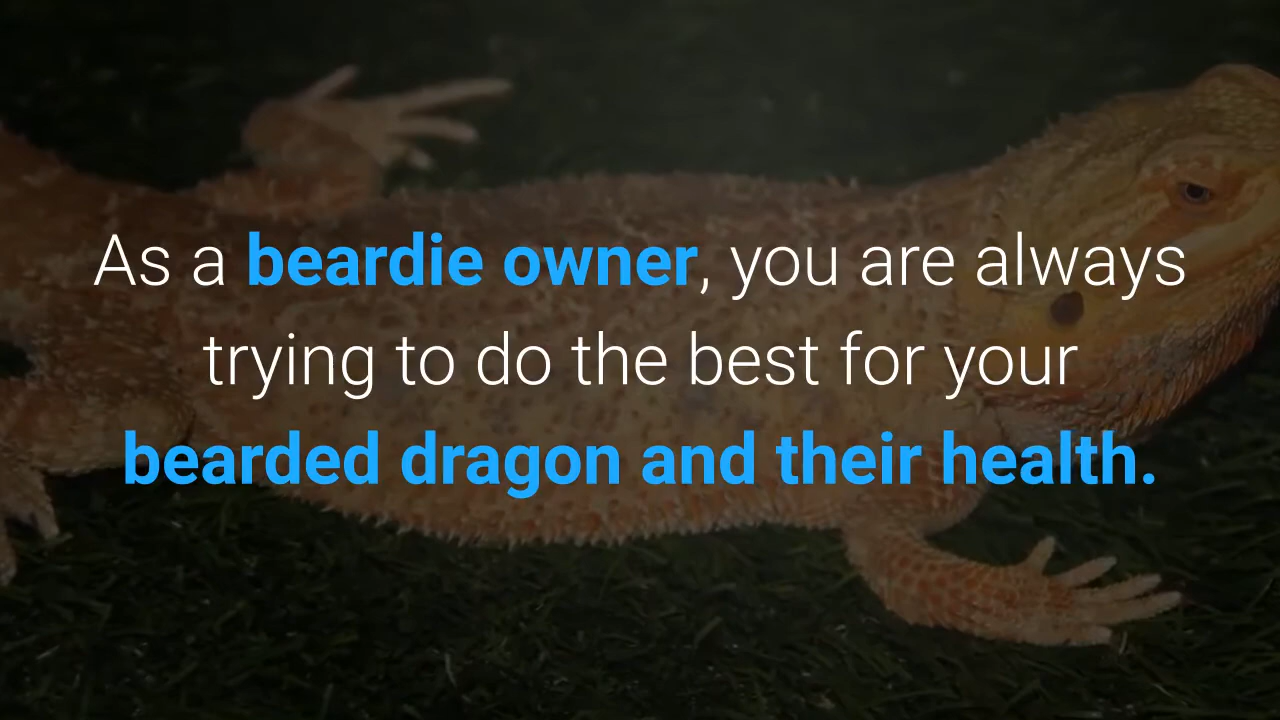 As a beardie owner, you are always
trying to do the best for your
bearded dragon and their health.